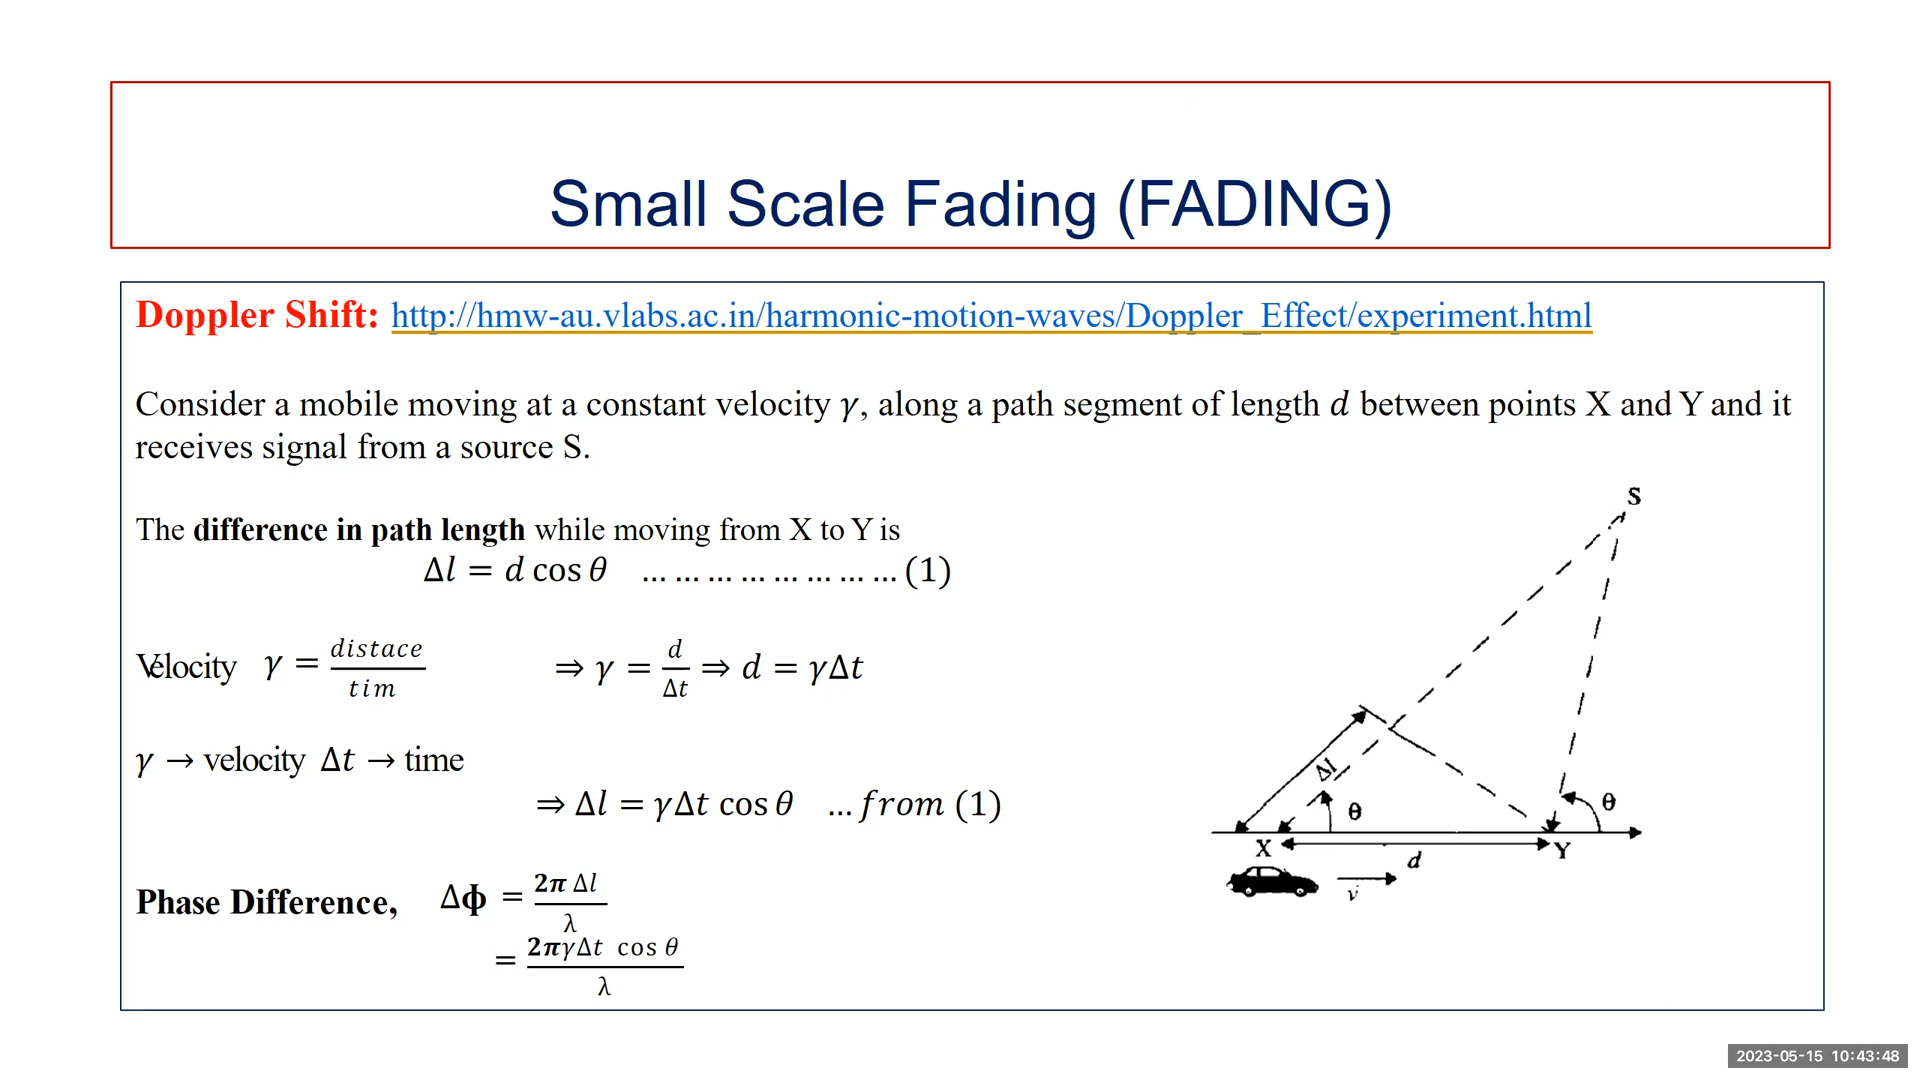 Small Scale Fading (FADING)
Doppler Shift: http://hmw-au.vlabs.ac.in/harmonic-motion-waves/Doppler_Effect/experiment.html
Consider a mobile moving at a constant velocity γ, along a path segment of length d between points X and Y and it
receives signal from a source S.
The difference in path length while moving from X to Y is
Δl = d cos θ … … … … … … … … (1)
Velocity γ = distace / tim ⇒ γ = d / Δt ⇒ d = γΔt
γ → velocity Δt → time
⇒ Δl = γΔt cos θ … from (1)
Phase Difference, Δϕ = 2π Δl / λ
= 2πγΔt cos θ / λ
S
Δl
θ
θ
X
Y
d
v
2023-05-15 10:43:48